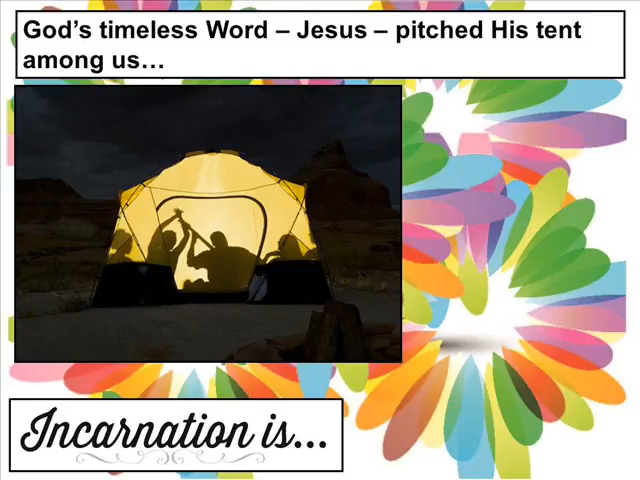 God’s timeless Word – Jesus – pitched His tent
among us…
Incarnation is...